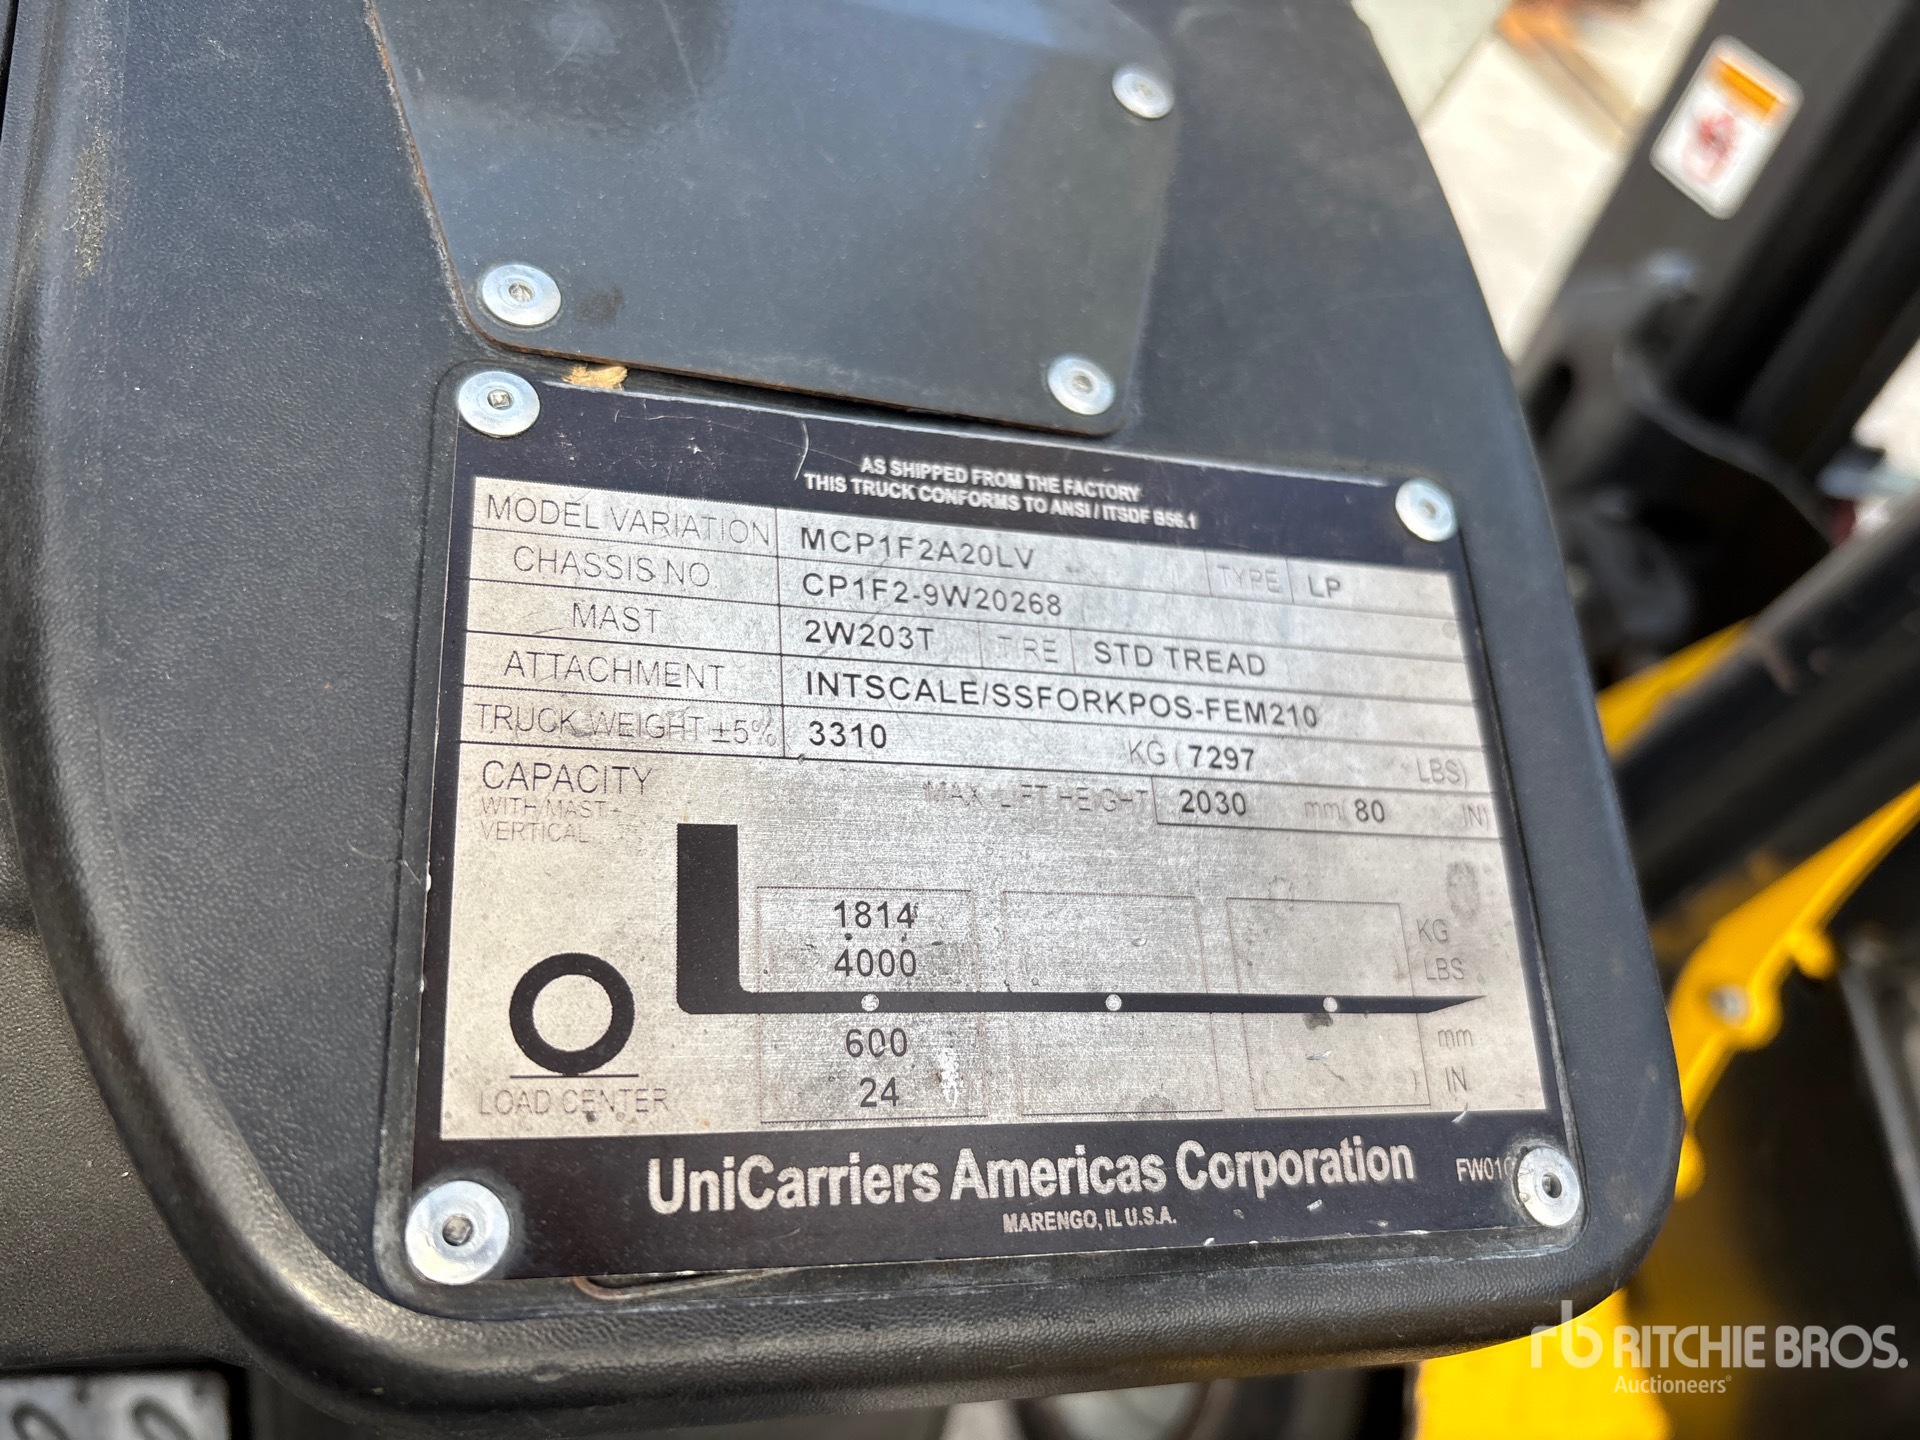 AS SHIPPED FROM THE FACTORY
THIS TRUCK CONFORMS TO ANSI / ITSDF B56.1
MODEL VARIATION MCP1F2A20LV TYPE LP
CHASSIS NO. CP1F2-9W20268
MAST 2W203T TIRE STD TREAD
ATTACHMENT INTSCALE/SSFORKPOS-FEM210
TRUCK WEIGHT ±5% 3310 KG ( 7297 LBS)
CAPACITY MAX. LIFT HEIGHT 2030 mm( 80 IN)
WITH MAST
VERTICAL
1814 KG
4000 LBS
600 mm
24 IN
LOAD CENTER
UniCarriers Americas Corporation
MARENGO, IL U.S.A.
rb RITCHIE BROS.
Auctioneers®